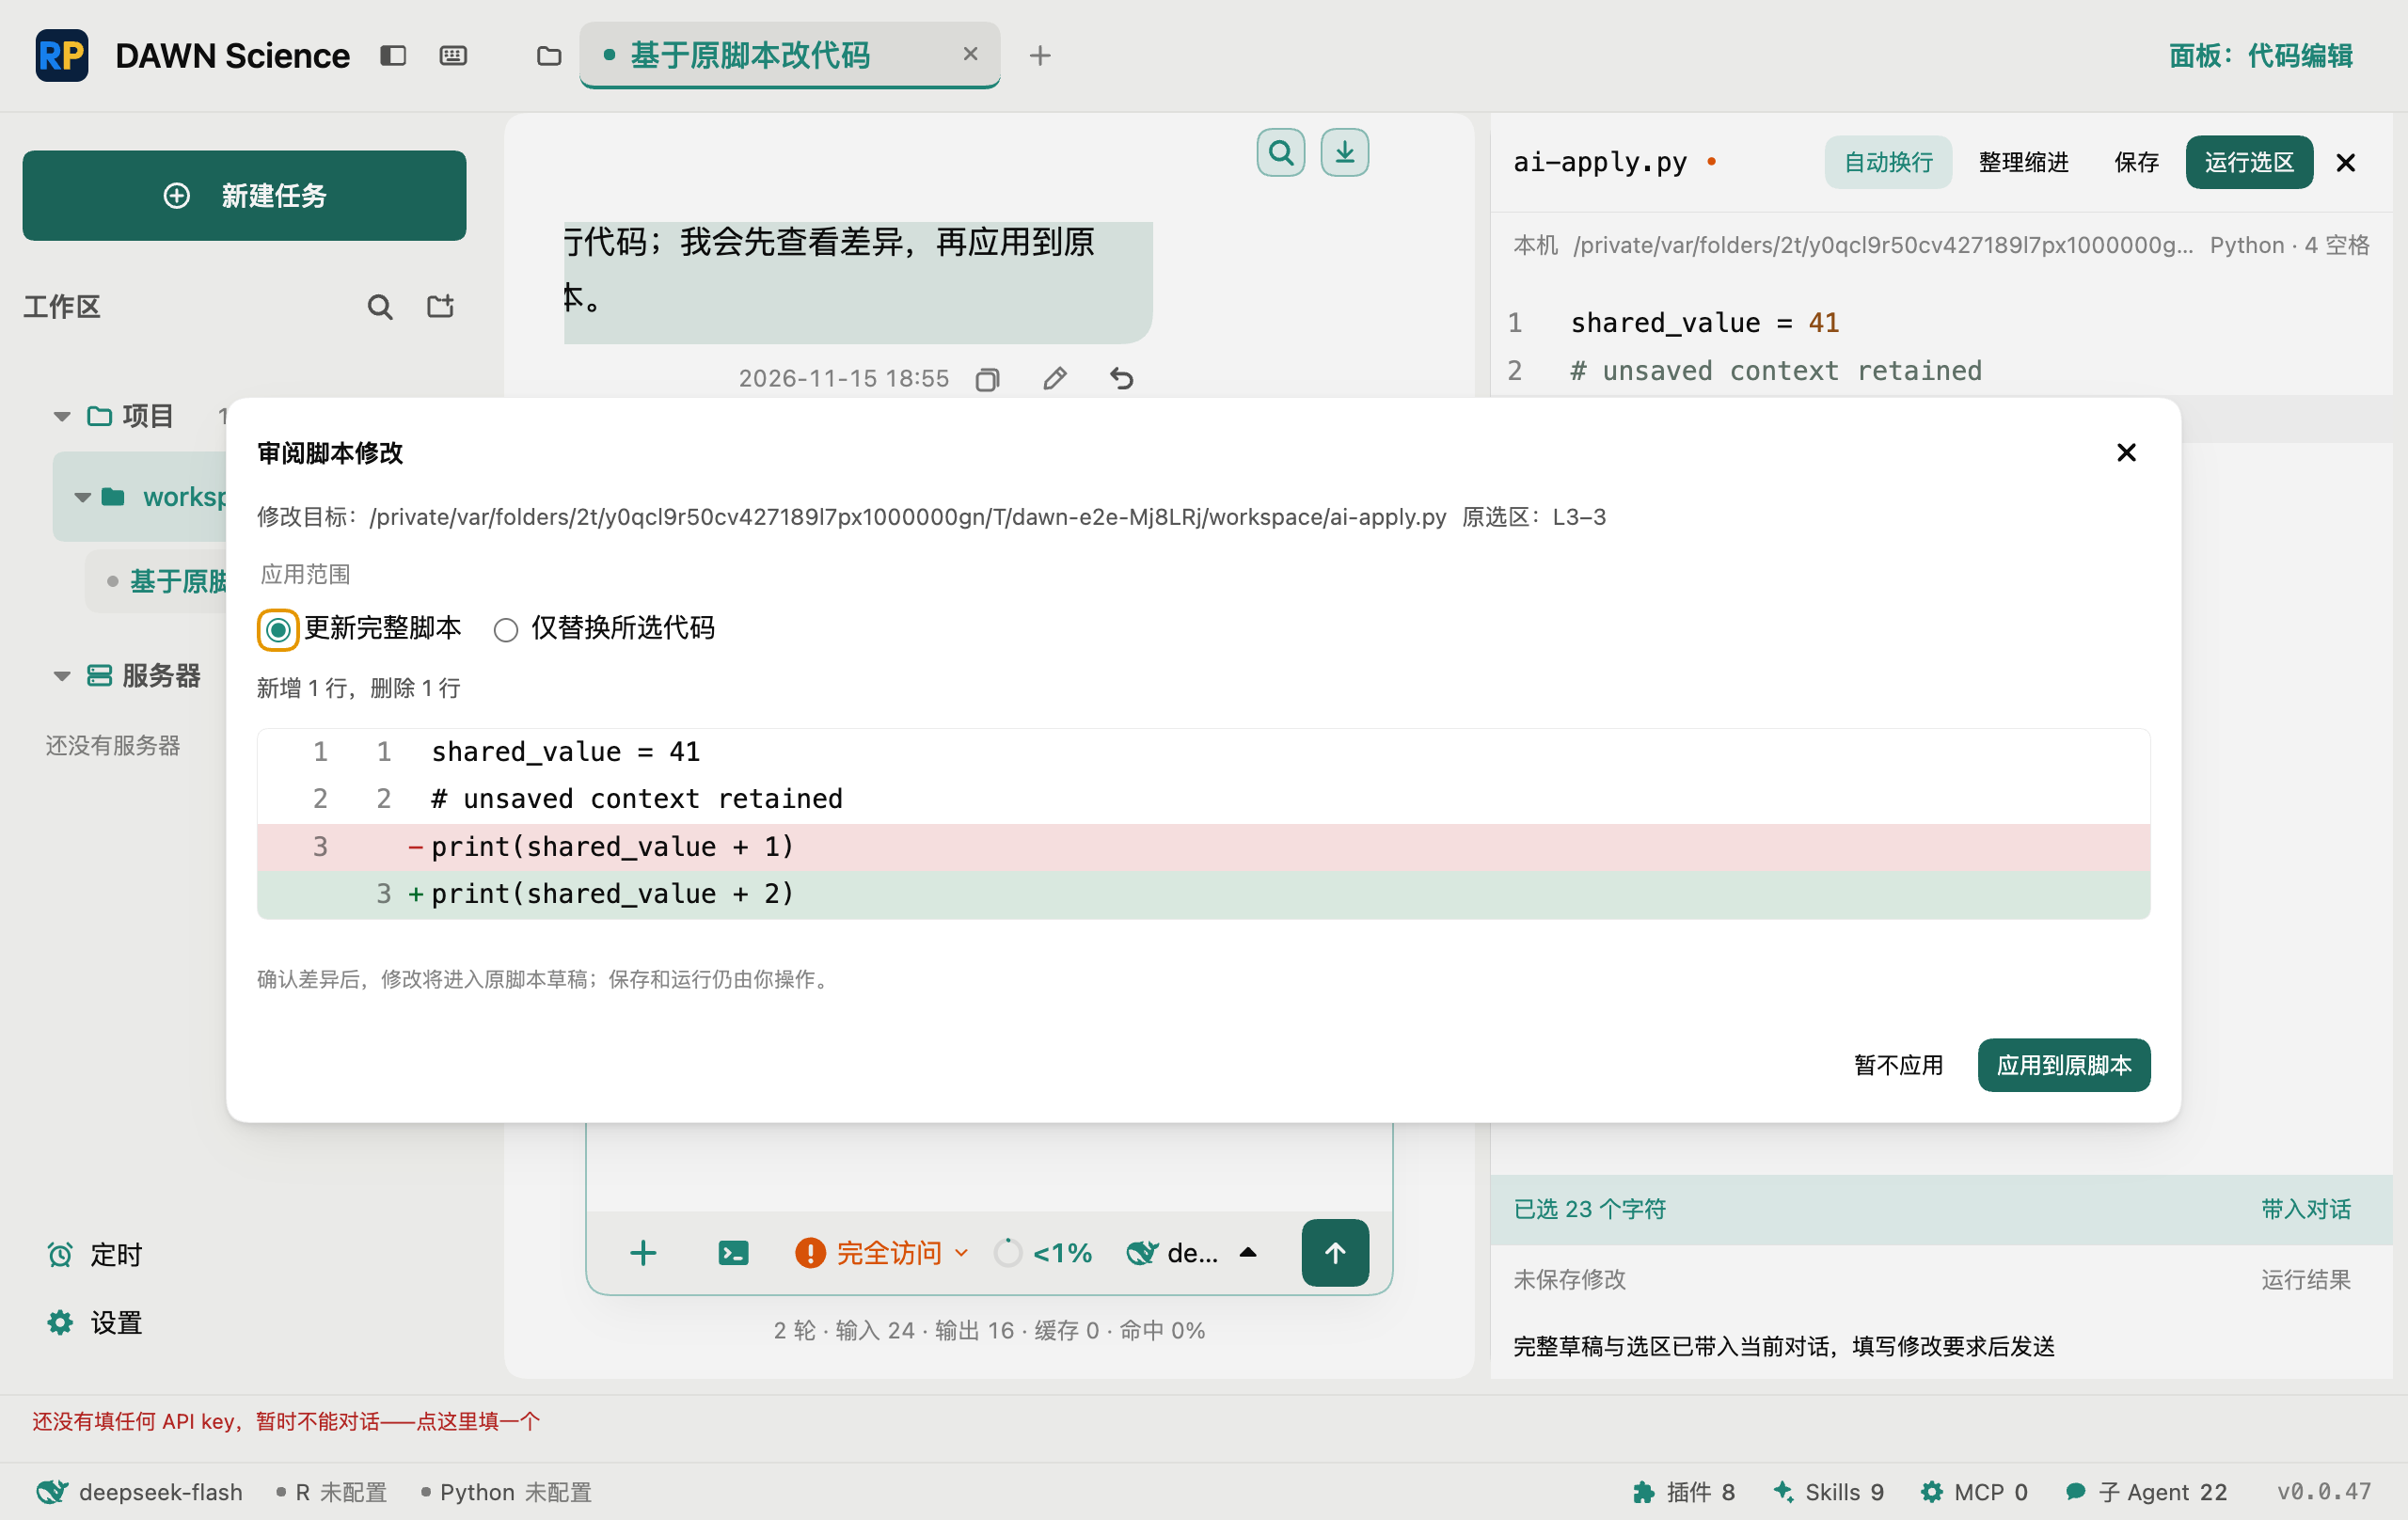 RP DAWN Science
基于原脚本改代码
面板：代码编辑
新建任务
工作区
项目
基于原脚
服务器
还没有服务器
定时
设置
行代码；我会先查看差异，再应用到原
本。
2026-11-15 18:55
ai-apply.py
自动换行 整理缩进 保存 运行选区
本机 /private/var/folders/2t/y0qcl9r50cv427189l7px1000000g... Python · 4 空格
1 shared_value = 41
2 # unsaved context retained
审阅脚本修改
修改目标：/private/var/folders/2t/y0qcl9r50cv427189l7px1000000gn/T/dawn-e2e-Mj8LRj/workspace/ai-apply.py 原选区：L3–3
应用范围
更新完整脚本 仅替换所选代码
新增 1 行，删除 1 行
1 1 shared_value = 41
2 2 # unsaved context retained
3 −print(shared_value + 1)
3 +print(shared_value + 2)
确认差异后，修改将进入原脚本草稿；保存和运行仍由你操作。
暂不应用 应用到原脚本
完全访问 <1% de...
2 轮 · 输入 24 · 输出 16 · 缓存 0 · 命中 0%
已选 23 个字符 带入对话
未保存修改 运行结果
完整草稿与选区已带入当前对话，填写修改要求后发送
还没有填任何 API key，暂时不能对话——点这里填一个
deepseek-flash R 未配置 Python 未配置 插件 8 Skills 9 MCP 0 子 Agent 22 v0.0.47